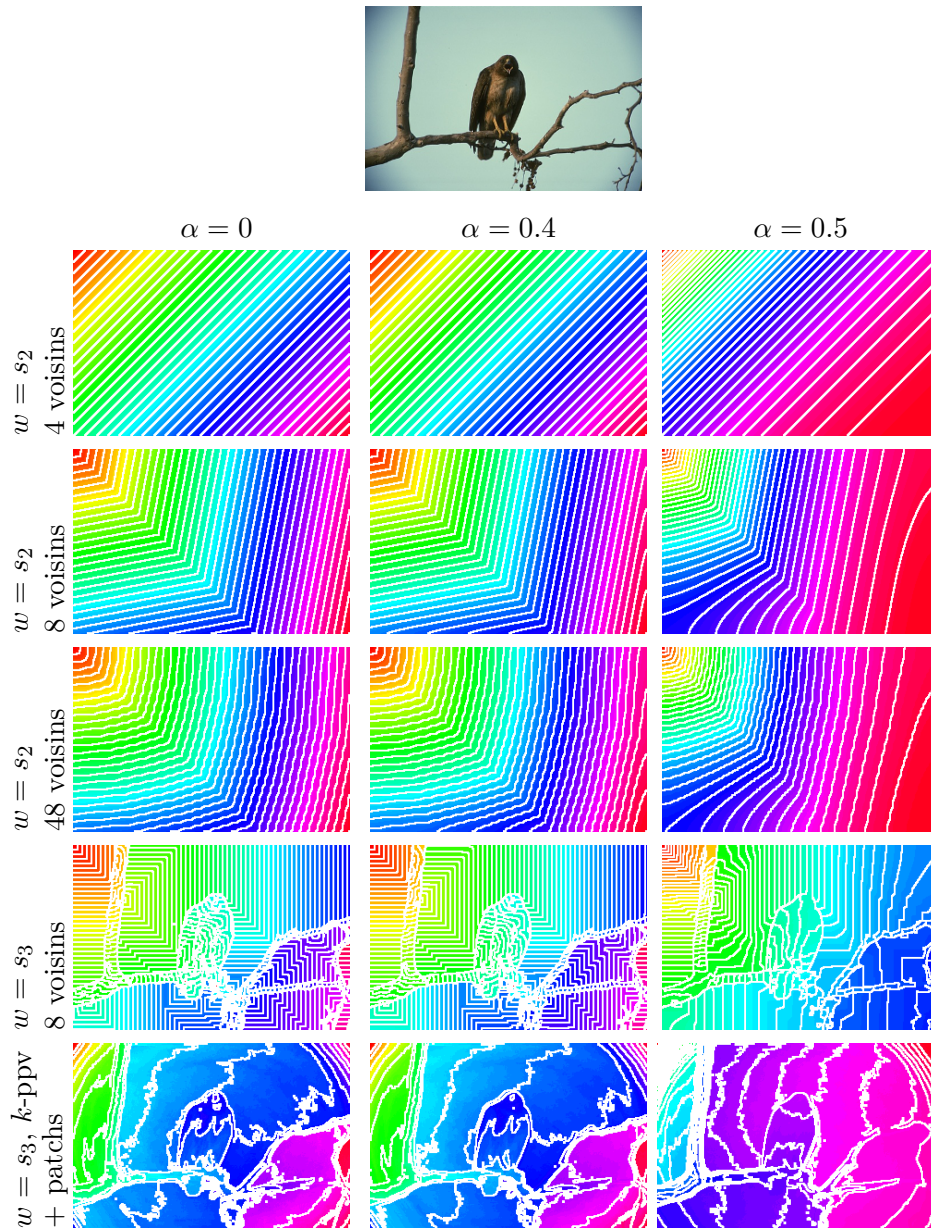 α = 0
α = 0.4
α = 0.5
w = s₂
4 voisins
w = s₂
8 voisins
w = s₂
48 voisins
w = s₃
8 voisins
w = s₃, k-ppv
+ patchs